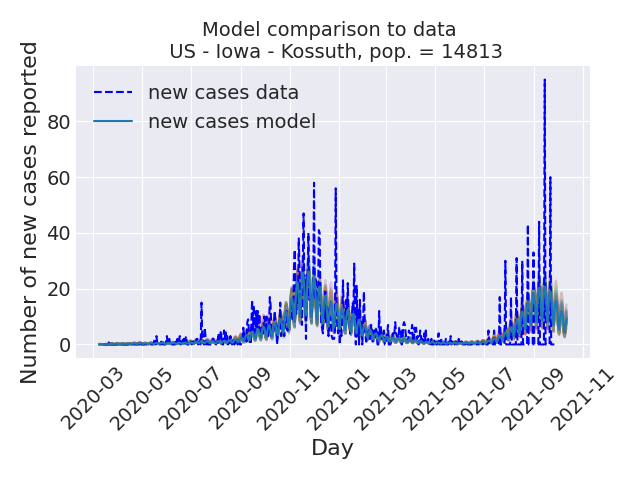 Model comparison to data
US - Iowa - Kossuth, pop. = 14813
new cases data
new cases model
Number of new cases reported
80
60
40
20
0
2020-03
2020-05
2020-07
2020-09
2020-11
2021-01
2021-03
2021-05
2021-07
2021-09
2021-11
Day